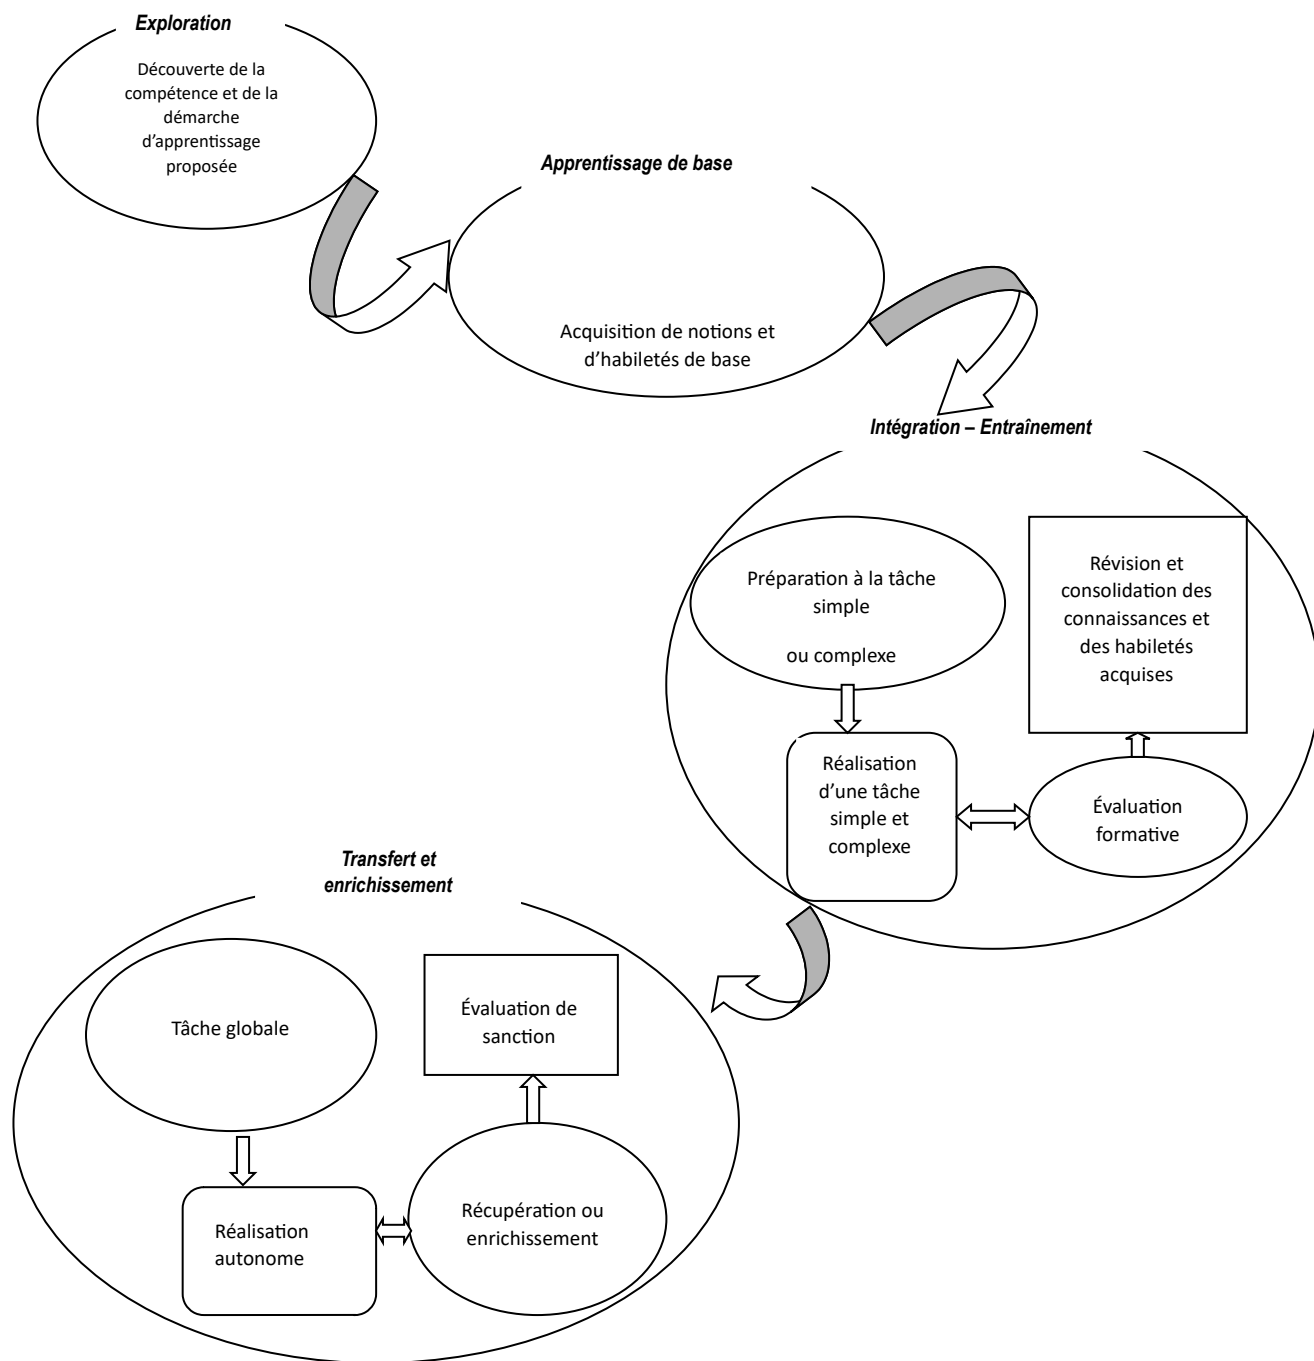 Exploration
Découverte de la
compétence et de la
démarche
d’apprentissage
proposée
Apprentissage de base
Acquisition de notions et
d’habiletés de base
Intégration – Entraînement
Préparation à la tâche
simple
ou complexe
Révision et
consolidation des
connaissances et
des habiletés
acquises
Réalisation
d’une tâche
simple et
complexe
Évaluation
formative
Transfert et
enrichissement
Tâche globale
Évaluation de
sanction
Réalisation
autonome
Récupération ou
enrichissement